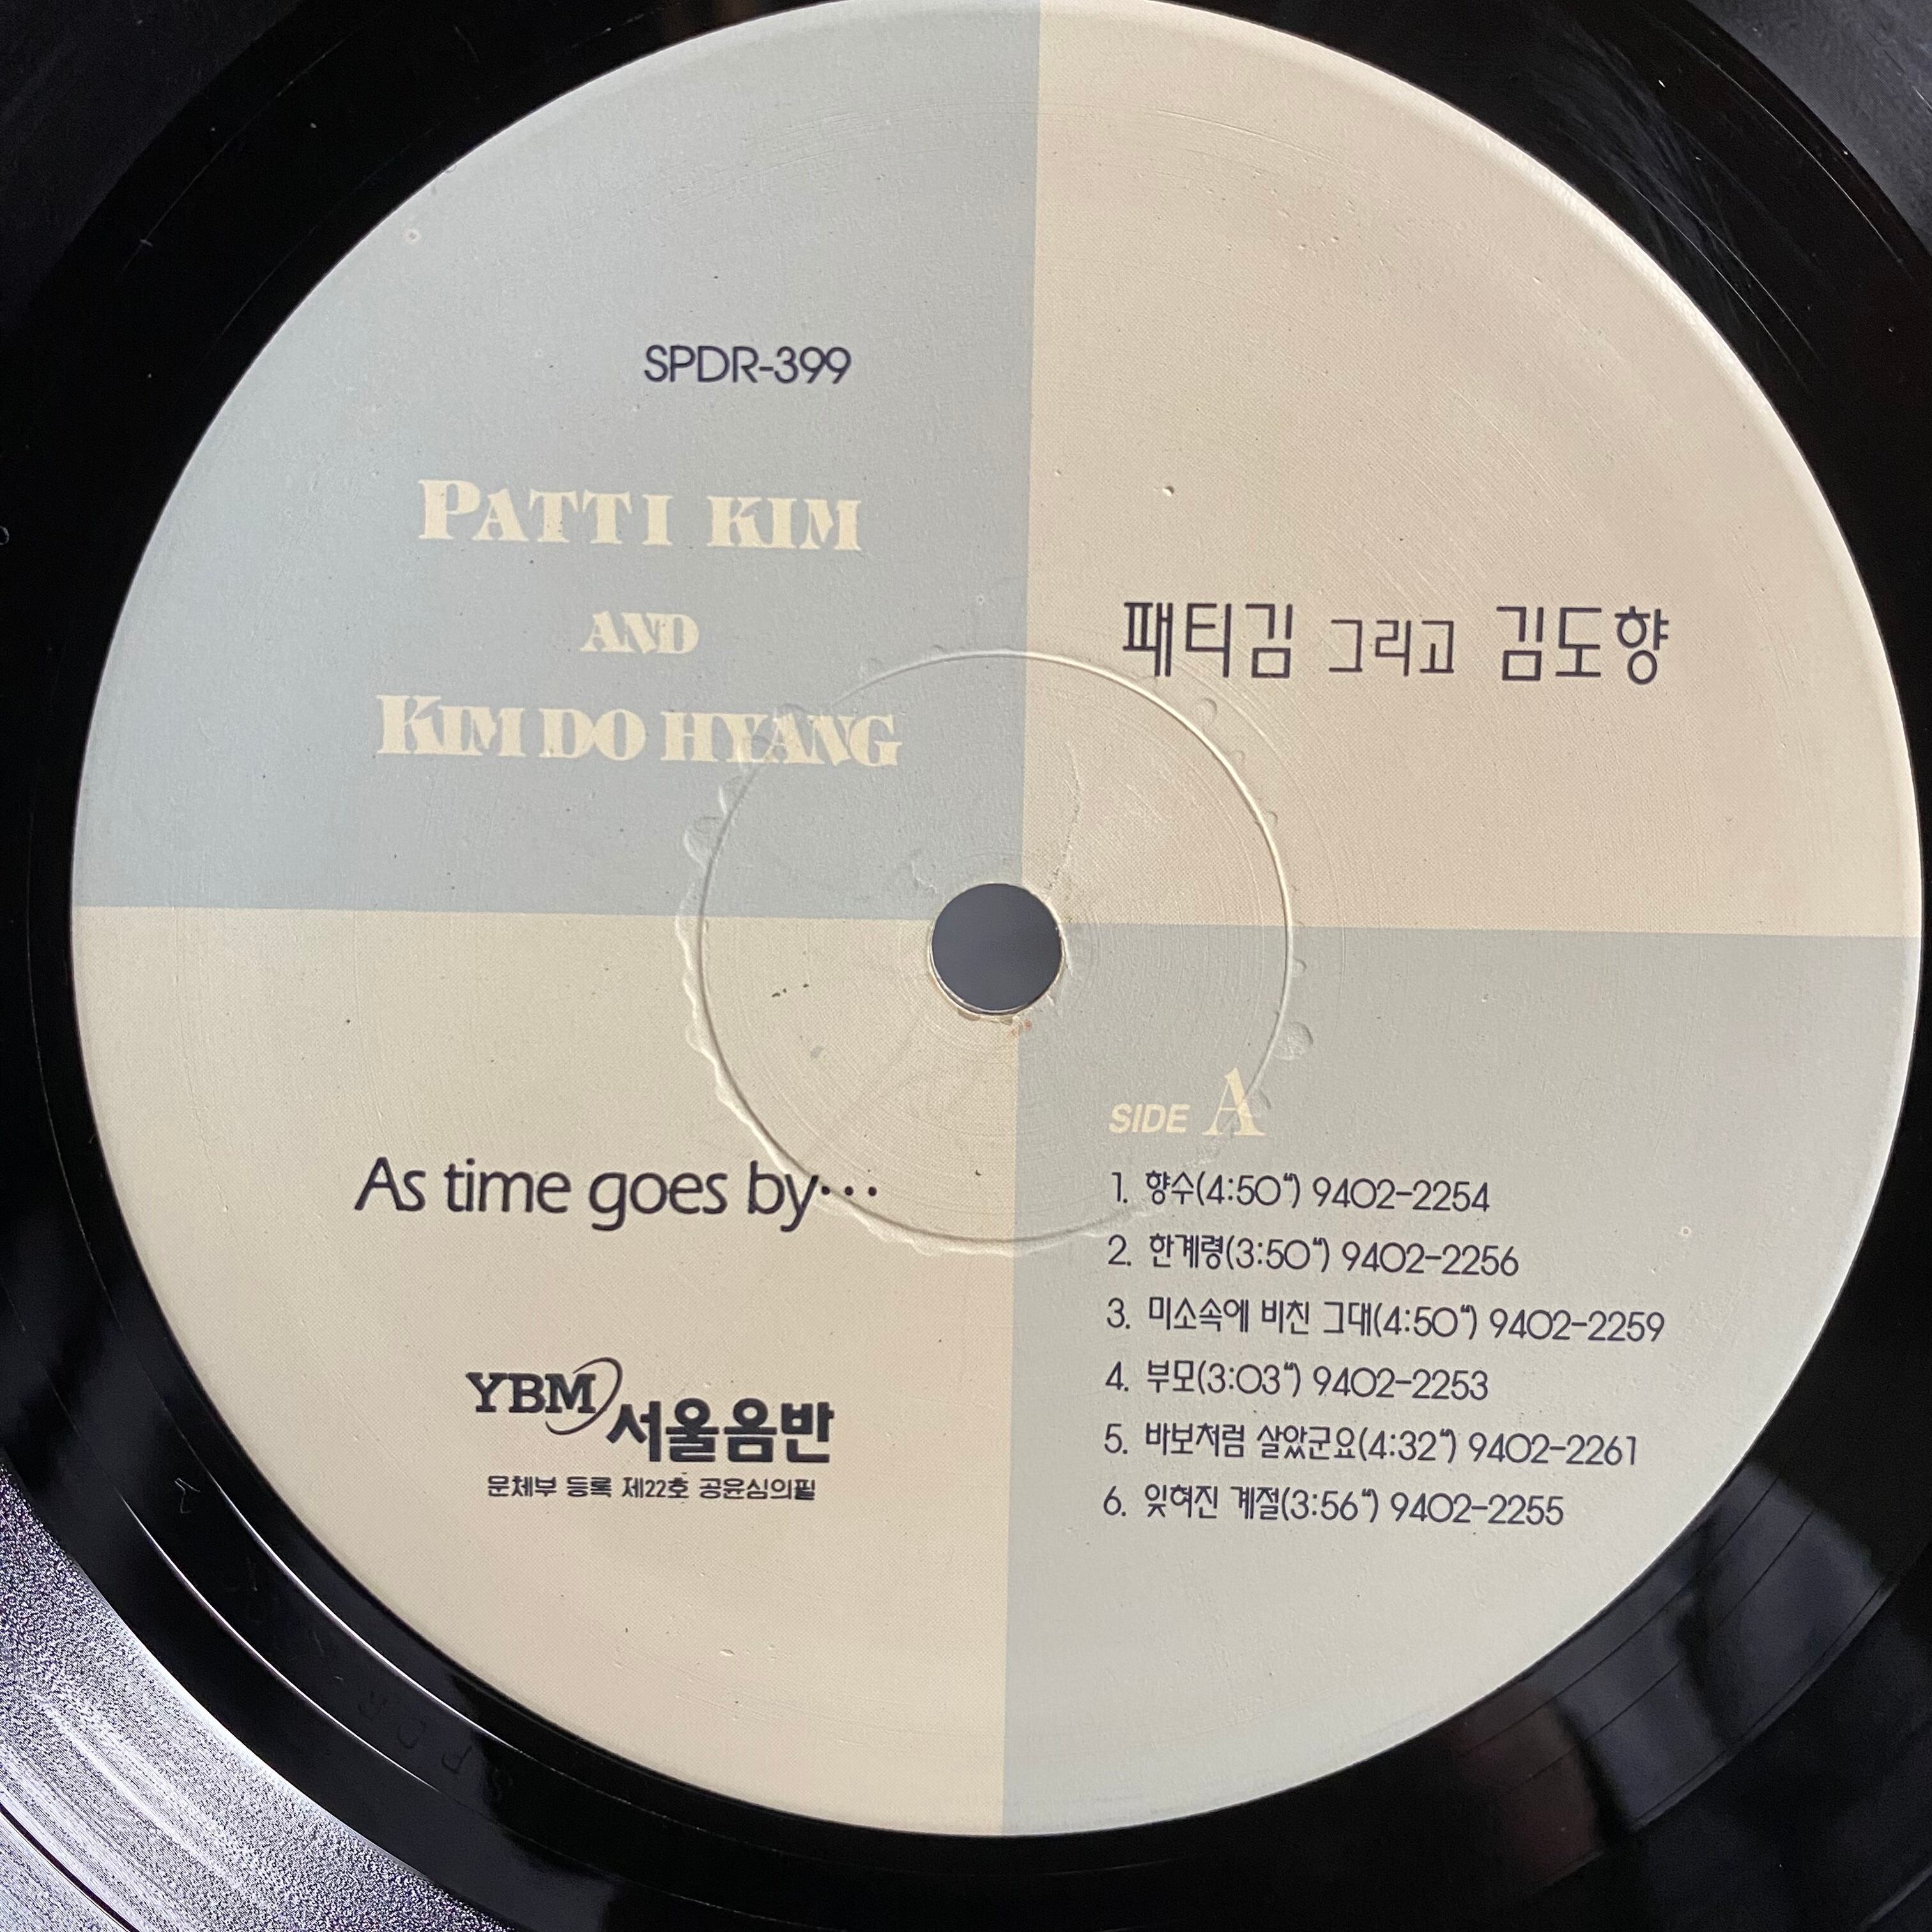 SPDR-399
PATTI KIM
AND
KIM DO HYANG
패티김 그리고 김도향
As time goes by···
YBM 서울음반
문체부 등록 제22호 공윤심의필
SIDE A
1. 향수(4:50") 9402-2254
2. 한계령(3:50") 9402-2256
3. 미소속에 비친 그대(4:50") 9402-2259
4. 부모(3:03") 9402-2253
5. 바보처럼 살았군요(4:32") 9402-2261
6. 잊혀진 계절(3:56") 9402-2255